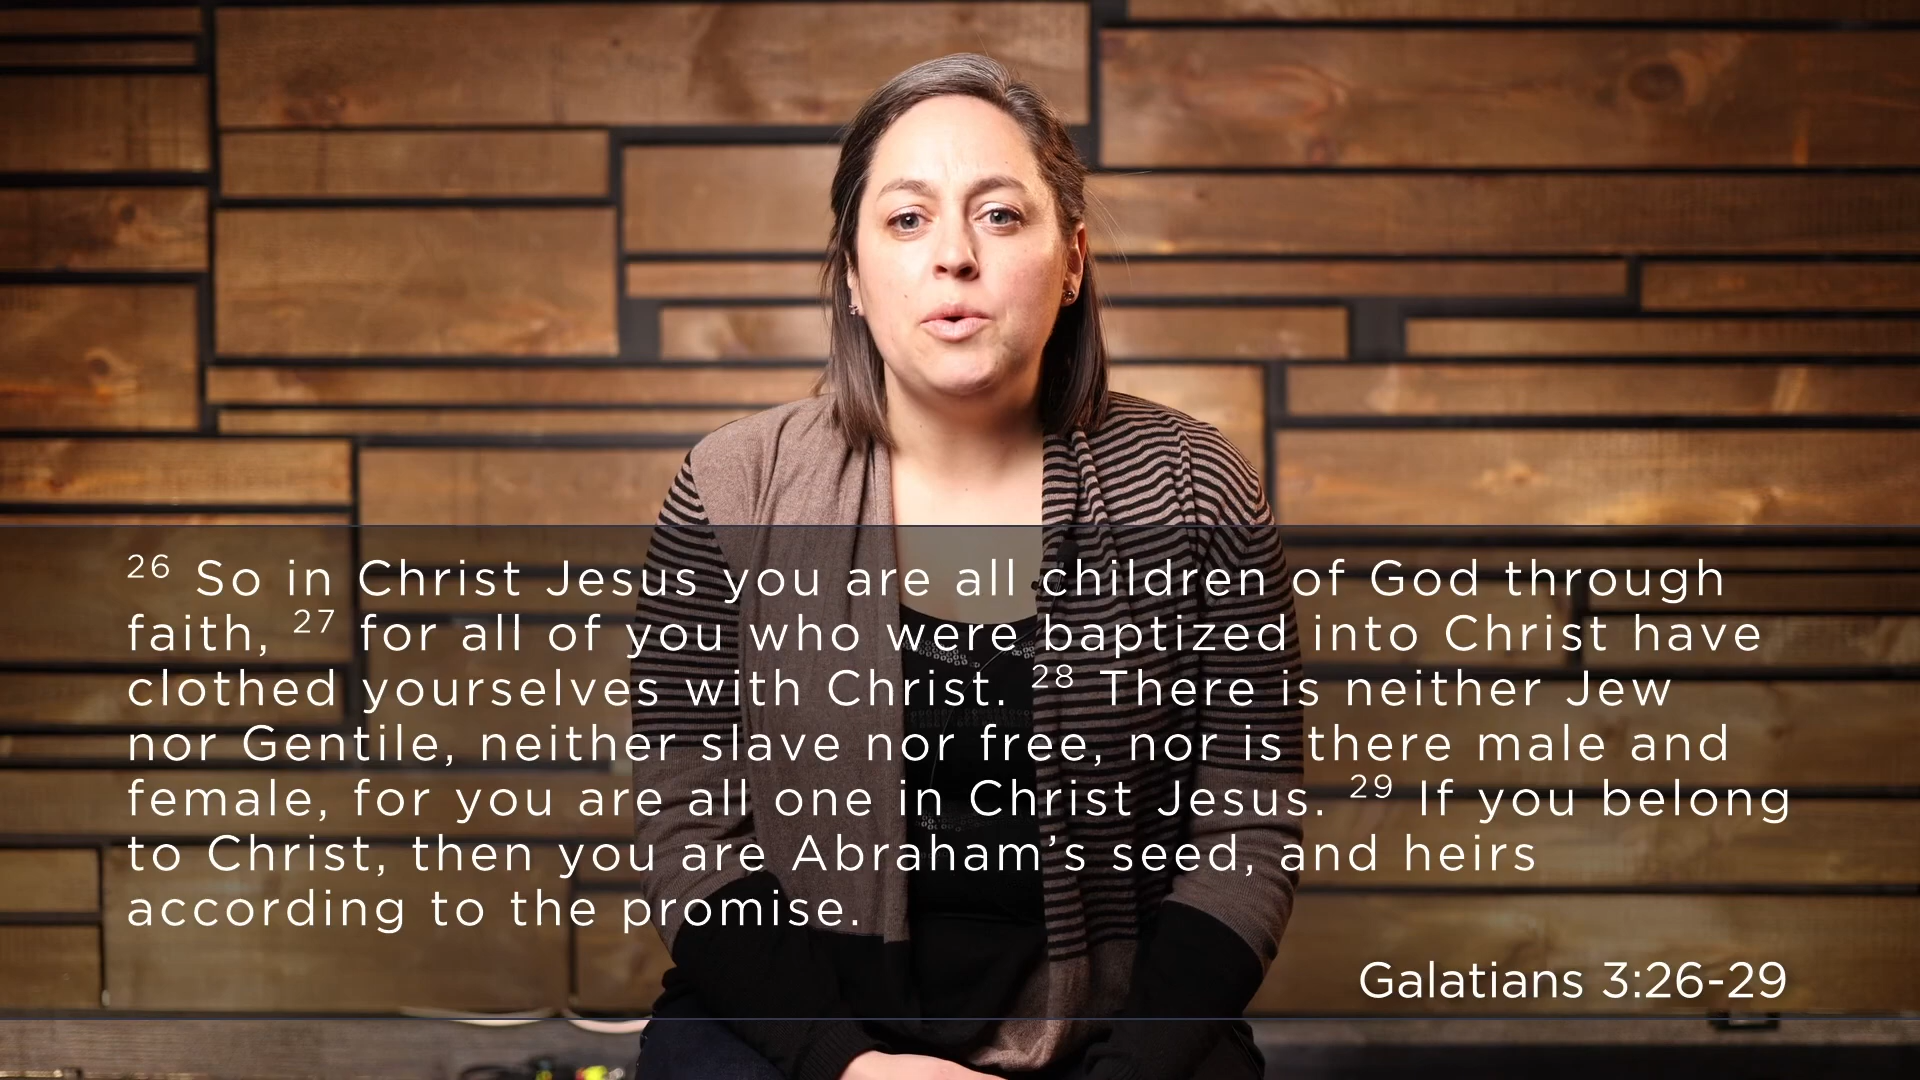 26 So in Christ Jesus you are all children of God through
faith, 27 for all of you who were baptized into Christ have
clothed yourselves with Christ. 28 There is neither Jew
nor Gentile, neither slave nor free, nor is there male and
female, for you are all one in Christ Jesus. 29 If you belong
to Christ, then you are Abraham’s seed, and heirs
according to the promise.
Galatians 3:26-29